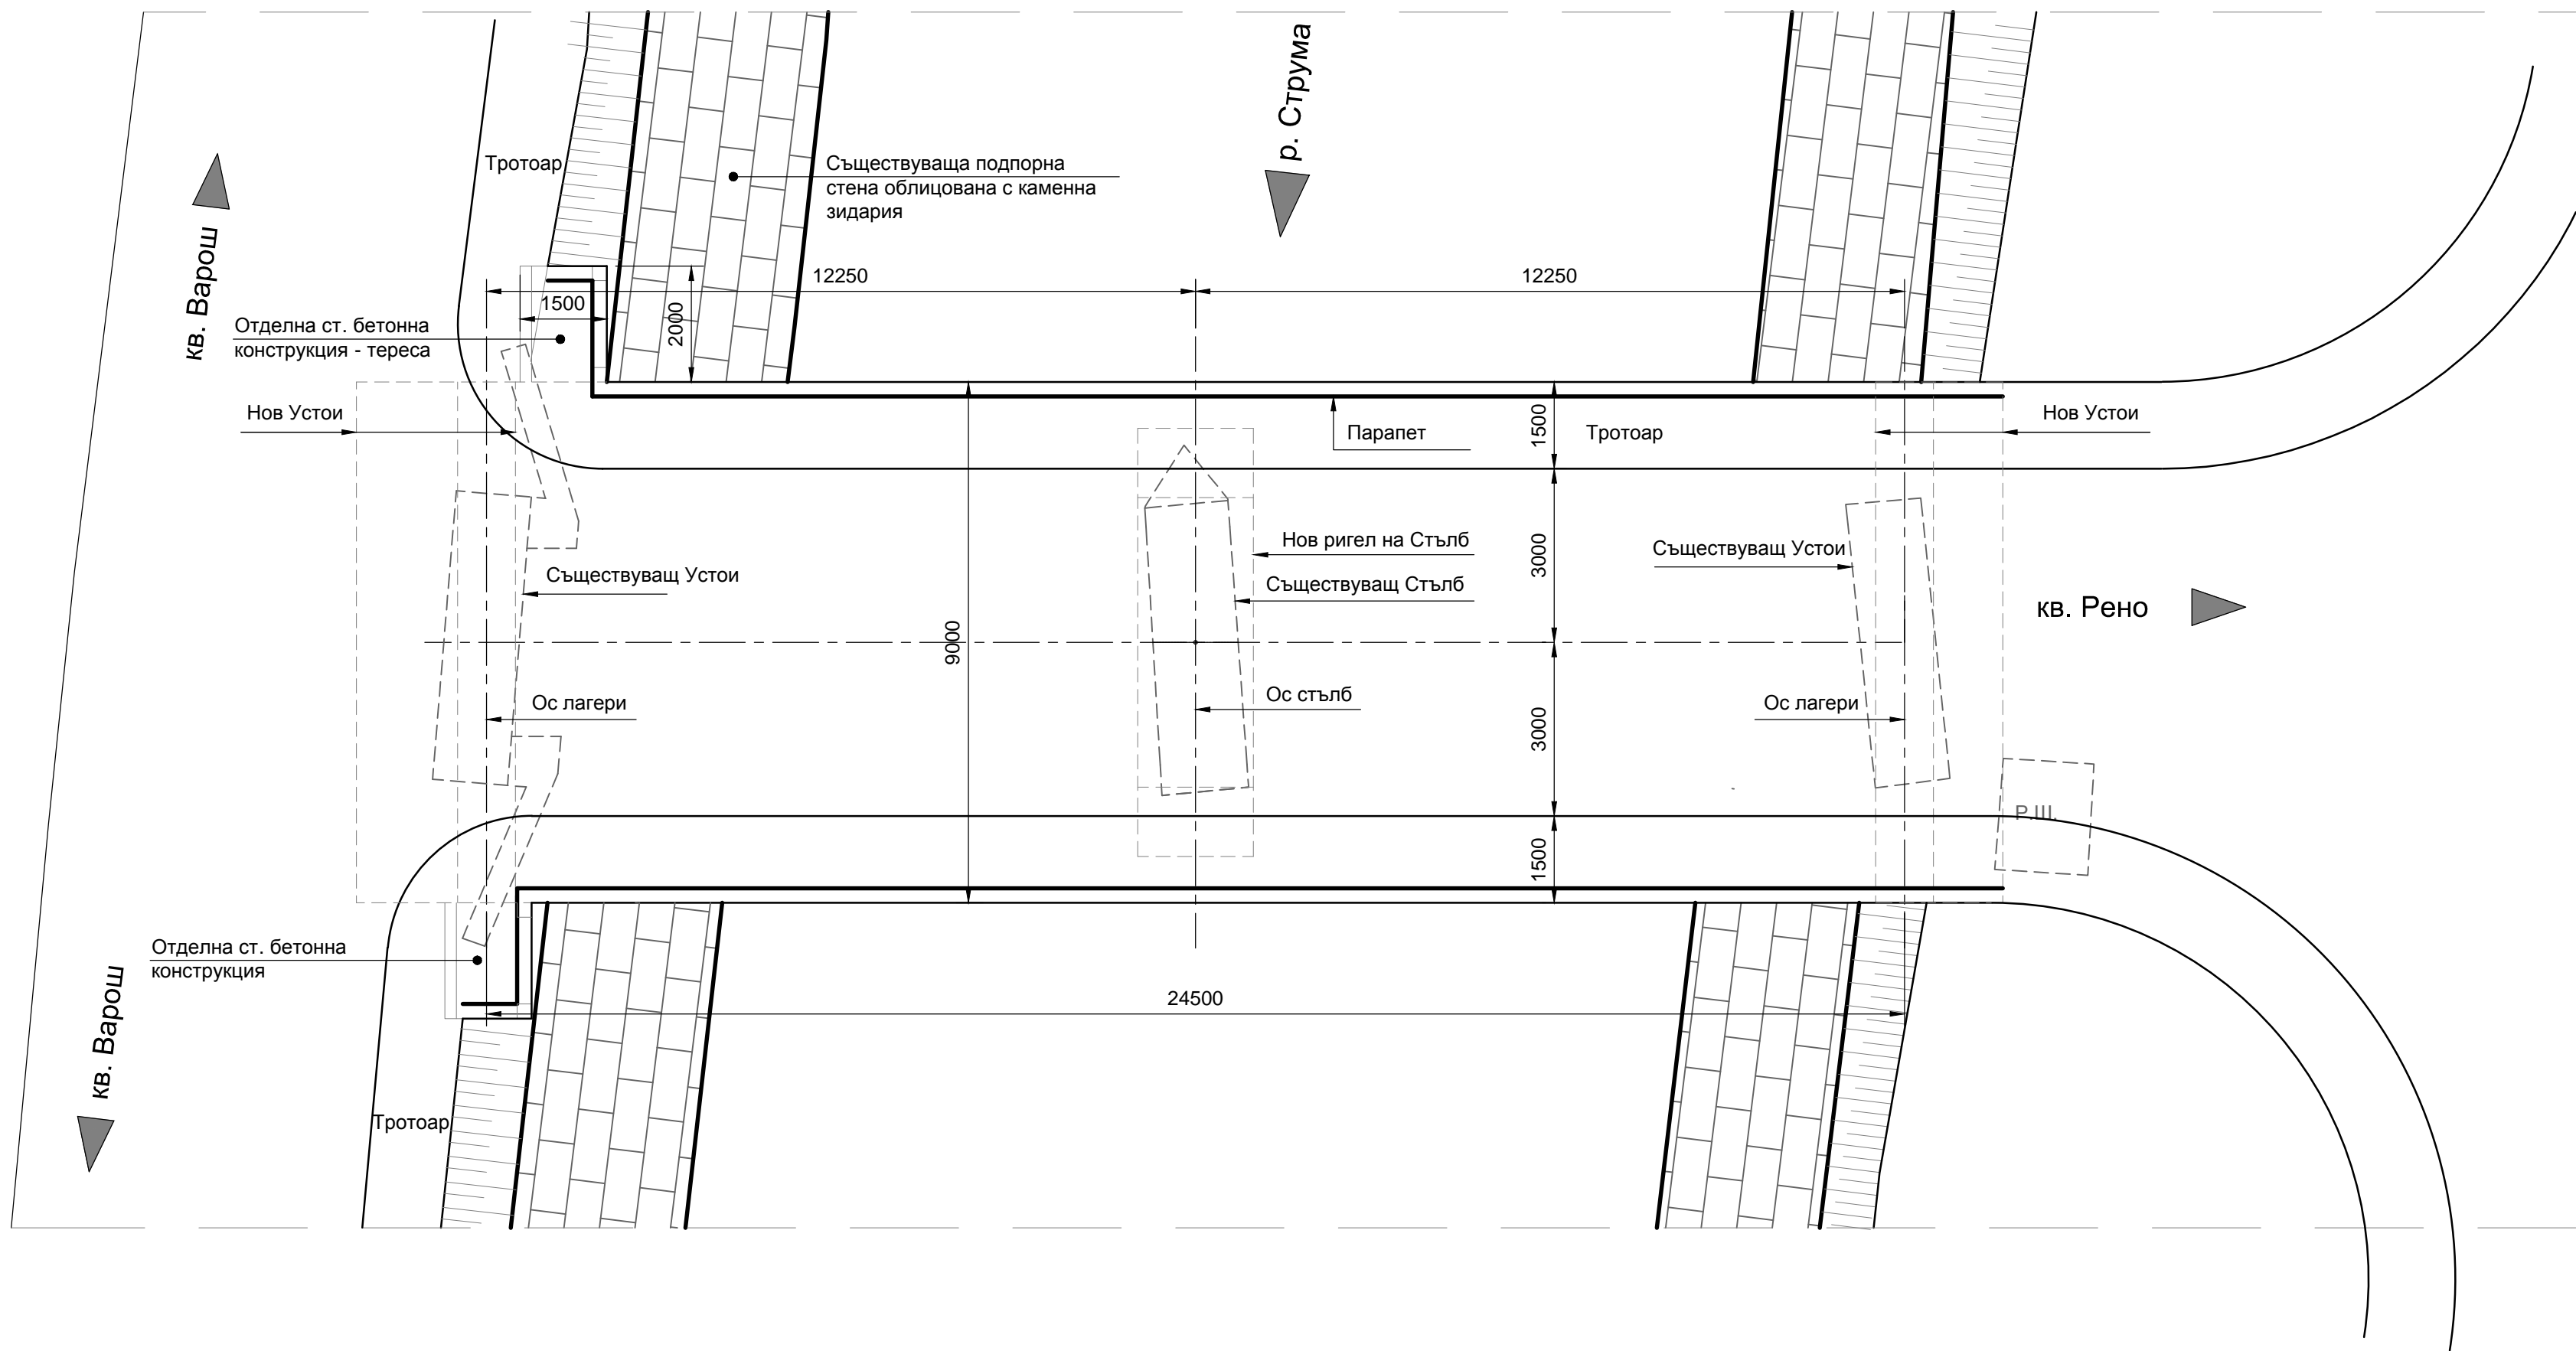 р. Струма
Тротоар
Съществуваща подпорна
стена облицована с каменна
зидария
кв. Варош
12250
12250
1500
2000
Отделна ст. бетонна
конструкция - тереса
Нов Устои
Парапет
1500
Тротоар
Нов Устои
Нов ригел на Стълб
3000
Съществуващ Устои
Съществуващ Устои
Съществуващ Стълб
кв. Рено
9000
Ос лагери
Ос стълб
3000
Ос лагери
Р.Ш.
1500
Отделна ст. бетонна
конструкция
24500
кв. Варош
Тротоар